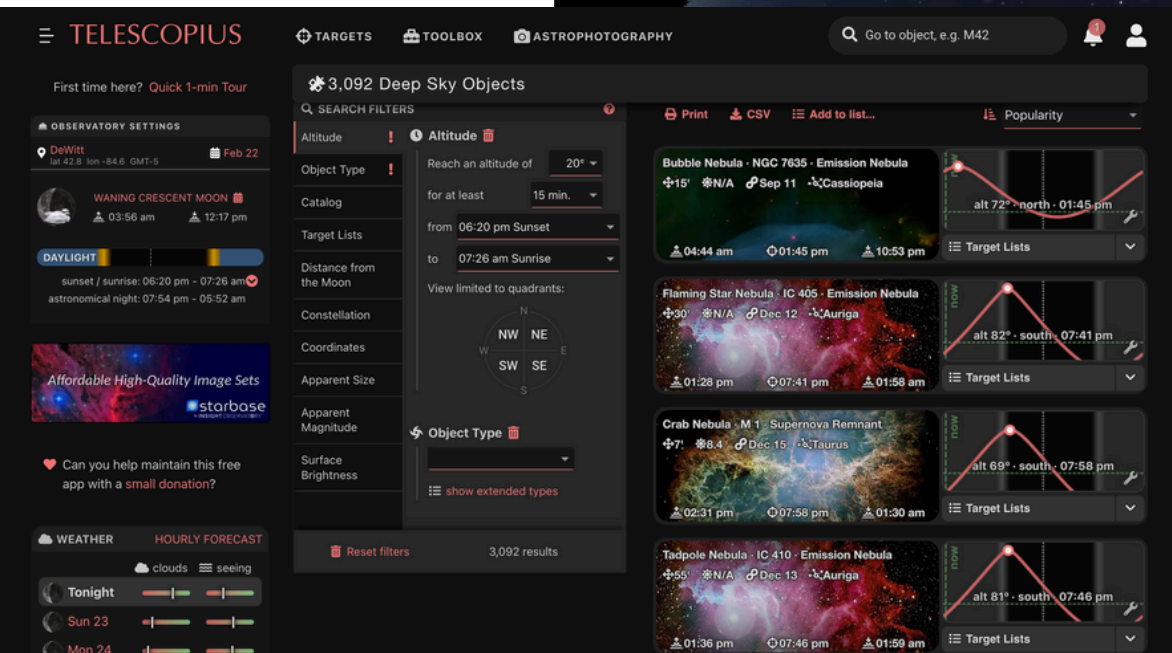 TELESCOPIUS
TARGETS
TOOLBOX
ASTROPHOTOGRAPHY
Go to object, e.g. M42
1
First time here? Quick 1-min Tour
OBSERVATORY SETTINGS
DeWitt
lat 42.8 lon -84.6 GMT-5
Feb 22
WANING CRESCENT MOON
03:56 am
12:17 pm
DAYLIGHT
sunset / sunrise: 06:20 pm - 07:26 am
astronomical night: 07:54 pm - 05:52 am
Affordable High-Quality Image Sets
starbase
Can you help maintain this free
app with a small donation?
WEATHER
HOURLY FORECAST
clouds
seeing
Tonight
Sun 23
Mon 24
3,092 Deep Sky Objects
SEARCH FILTERS
?
Altitude !
Object Type !
Catalog
Target Lists
Distance from
the Moon
Constellation
Coordinates
Apparent Size
Apparent
Magnitude
Surface
Brightness
Altitude
Reach an altitude of 20°
for at least 15 min.
from 06:20 pm Sunset
to 07:26 am Sunrise
View limited to quadrants:
N
NW NE
W E
SW SE
S
Object Type
show extended types
Reset filters
3,092 results
Print
CSV
Add to list...
Popularity
Bubble Nebula · NGC 7635 · Emission Nebula
15' N/A Sep 11 Cassiopeia
04:44 am 01:45 pm 10:53 pm
now
alt 72° · north · 01:45 pm
Target Lists
Flaming Star Nebula · IC 405 · Emission Nebula
30' N/A Dec 12 Auriga
01:28 pm 07:41 pm 01:58 am
now
alt 82° · south · 07:41 pm
Target Lists
Crab Nebula · M 1 · Supernova Remnant
7' 8.4 Dec 15 Taurus
02:31 pm 07:58 pm 01:30 am
now
alt 69° · south · 07:58 pm
Target Lists
Tadpole Nebula · IC 410 · Emission Nebula
55' N/A Dec 13 Auriga
01:36 pm 07:46 pm 01:59 am
now
alt 81° · south · 07:46 pm
Target Lists